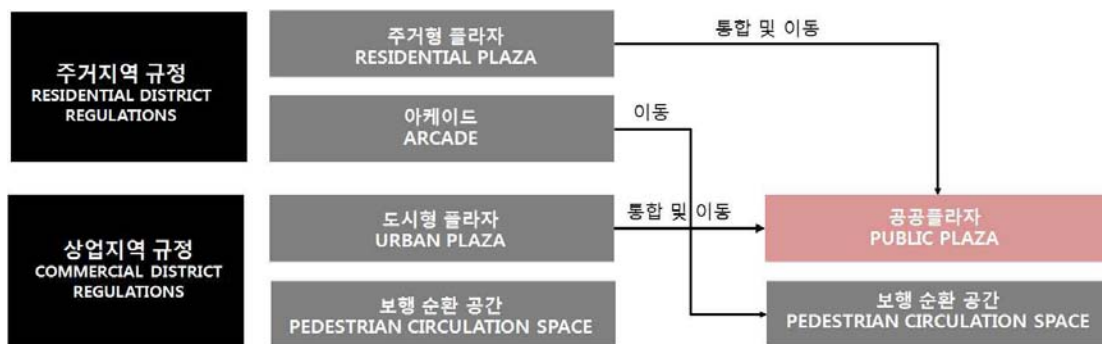 주거지역 규정
RESIDENTIAL DISTRICT
REGULATIONS
주거형 플라자
RESIDENTIAL PLAZA
통합 및 이동
아케이드
ARCADE
이동
상업지역 규정
COMMERCIAL DISTRICT
REGULATIONS
도시형 플라자
URBAN PLAZA
통합 및 이동
공공플라자
PUBLIC PLAZA
보행 순환 공간
PEDESTRIAN CIRCULATION SPACE
보행 순환 공간
PEDESTRIAN CIRCULATION SPACE